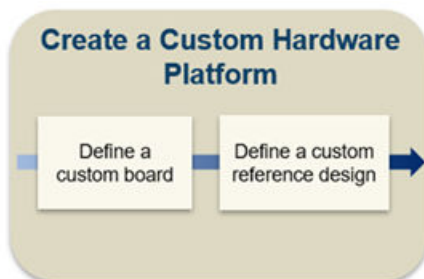 Create a Custom Hardware
Platform
Define a
custom board
Define a custom
reference design